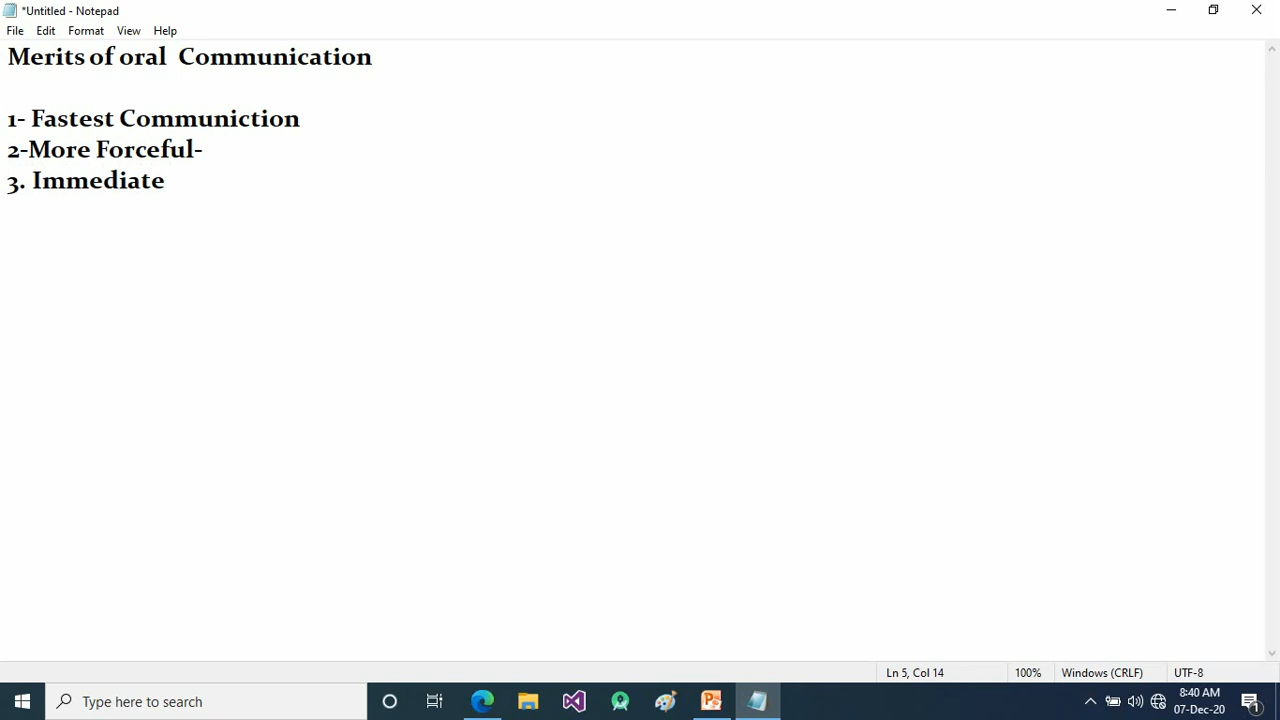 *Untitled - Notepad
File Edit Format View Help
Merits of oral  Communication
1- Fastest Communiction
2-More Forceful-
3. Immediate
Ln 5, Col 14 100% Windows (CRLF) UTF-8
Type here to search
8:40 AM
07-Dec-20
1